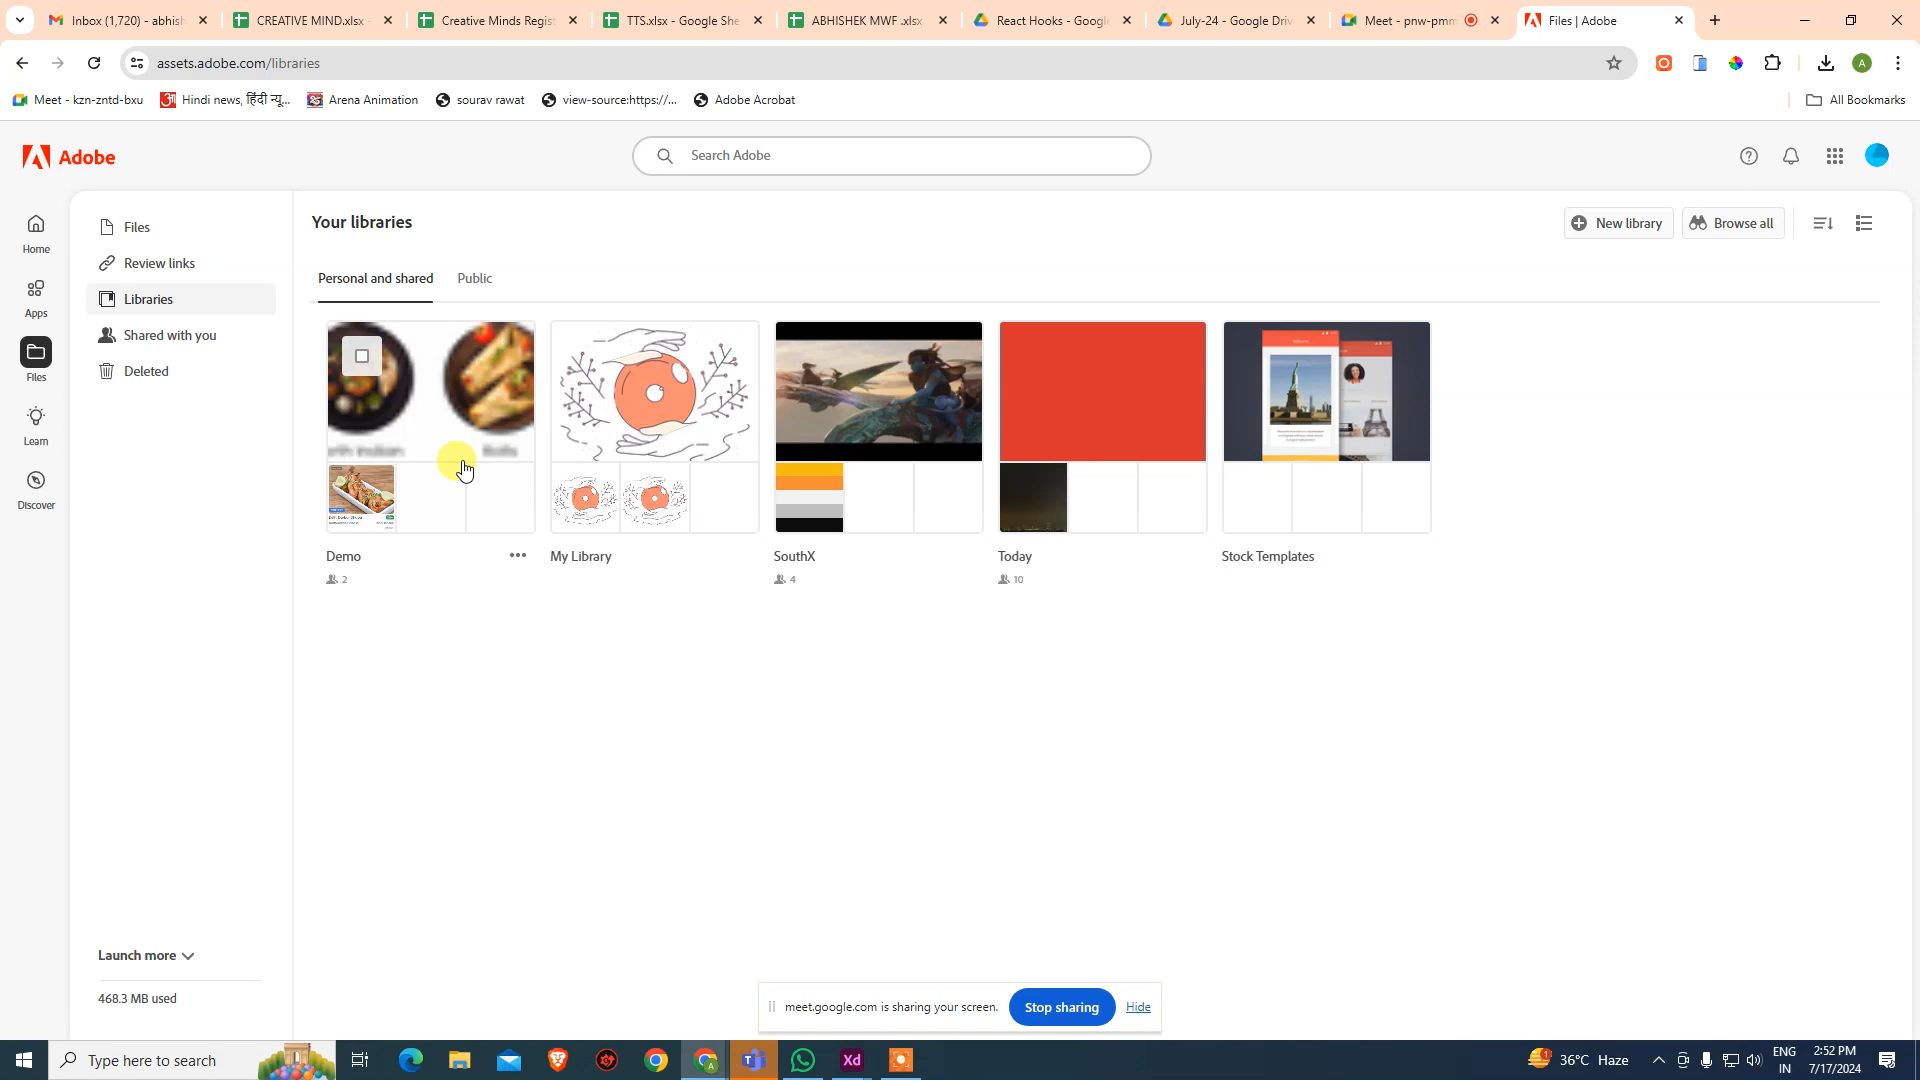 Inbox (1,720) - abhish
CREATIVE MIND.xlsx -
Creative Minds Regist
TTS.xlsx - Google She
ABHISHEK MWF .xlsx
React Hooks - Google
July-24 - Google Driv
Meet - pnw-pmm
Files | Adobe
assets.adobe.com/libraries
A
Meet - kzn-zntd-bxu
Hindi news, हिंदी न्यू...
Arena Animation
sourav rawat
view-source:https://...
Adobe Acrobat
All Bookmarks
Adobe
Search Adobe
Home
Apps
Files
Learn
Discover
Files
Review links
Libraries
Shared with you
Deleted
Your libraries
New library
Browse all
Personal and shared
Public
Demo
2
My Library
SouthX
4
Today
10
Stock Templates
Launch more
468.3 MB used
meet.google.com is sharing your screen.
Stop sharing
Hide
Type here to search
Xd
36°C Haze
ENG
IN
2:52 PM
7/17/2024